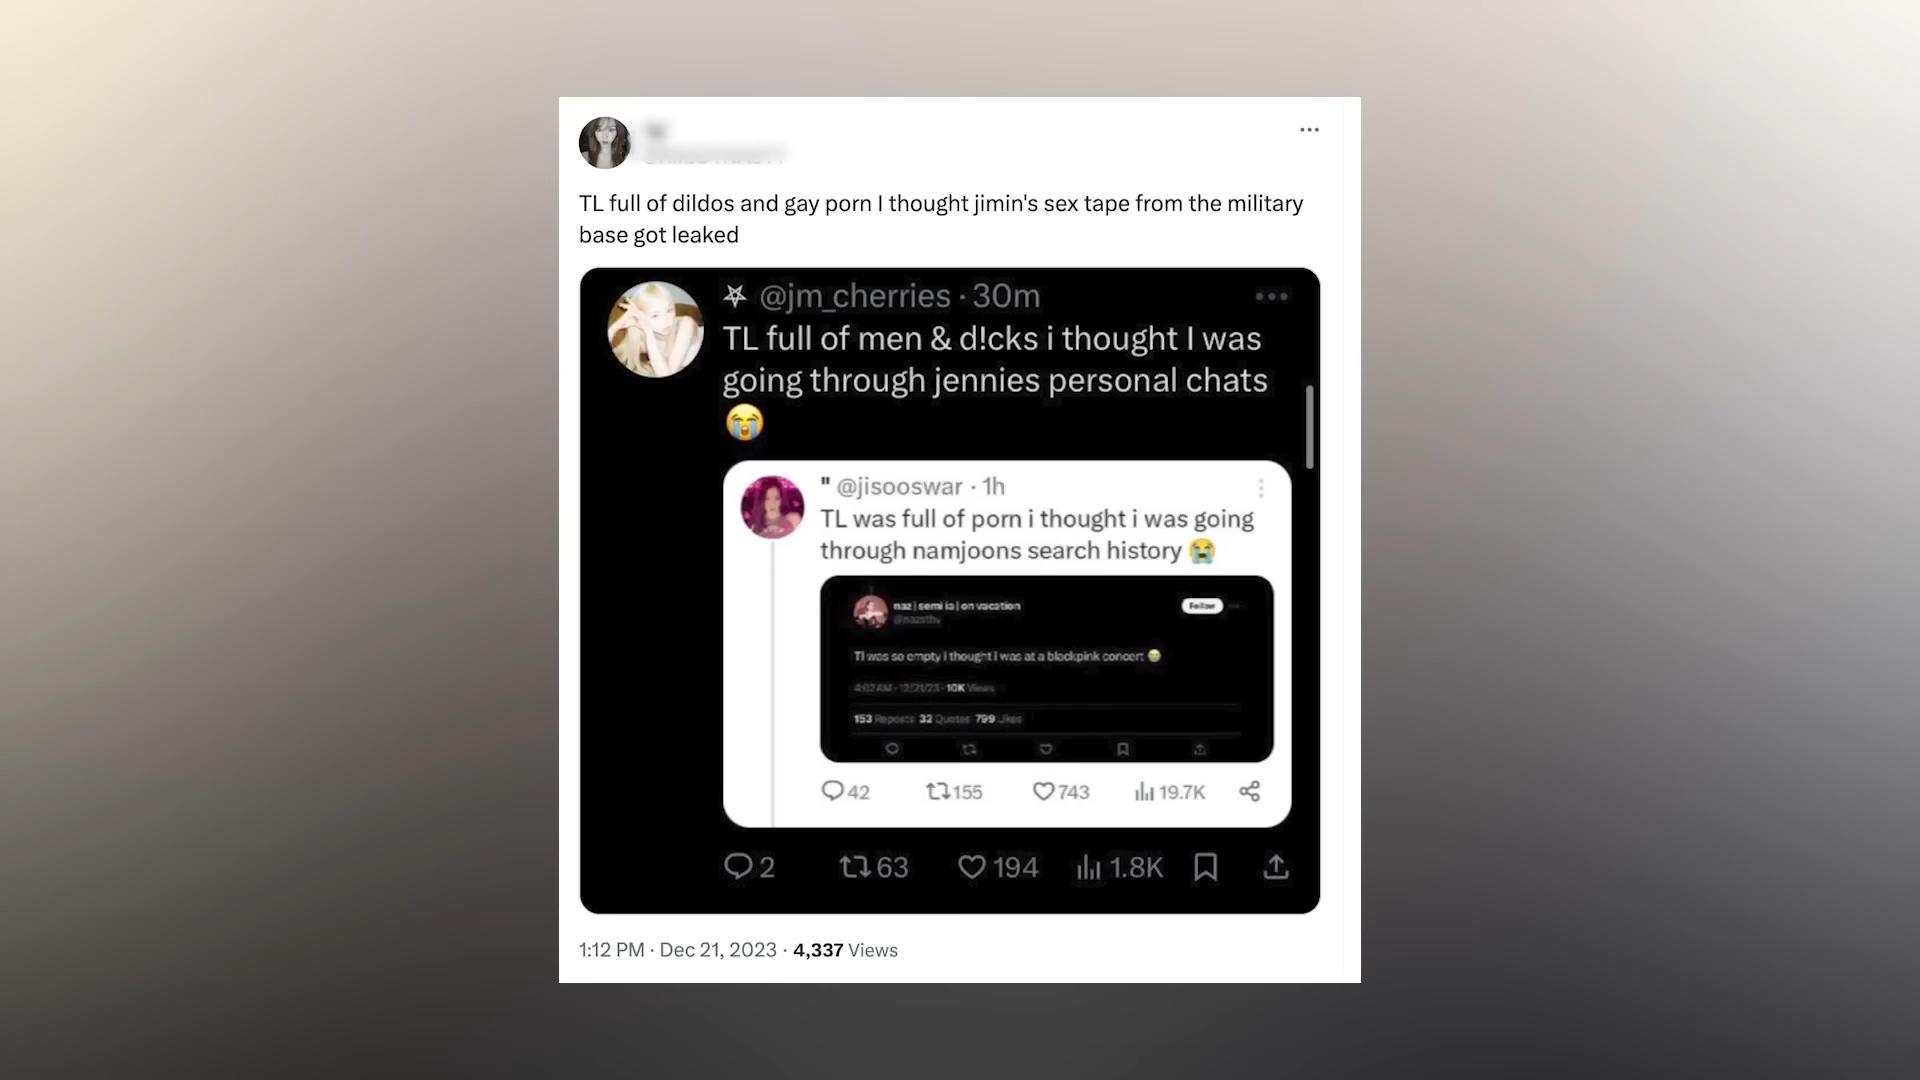 TL full of dildos and gay porn I thought jimin's sex tape from the military
base got leaked
@jm_cherries · 30m
TL full of men & d!cks i thought I was
going through jennies personal chats
😭
" @jisooswar · 1h
TL was full of porn i thought i was going
through namjoons search history 😭
naz | semi ia | on vacation
Follow
@nazsthv
Tl was so empty i thought i was at a blackpink concert 😭
4:02 AM · 12/21/23 · 10K Views
153 Reposts 32 Quotes 799 Likes
42 155 743 19.7K
2 63 194 1.8K
1:12 PM · Dec 21, 2023 · 4,337 Views